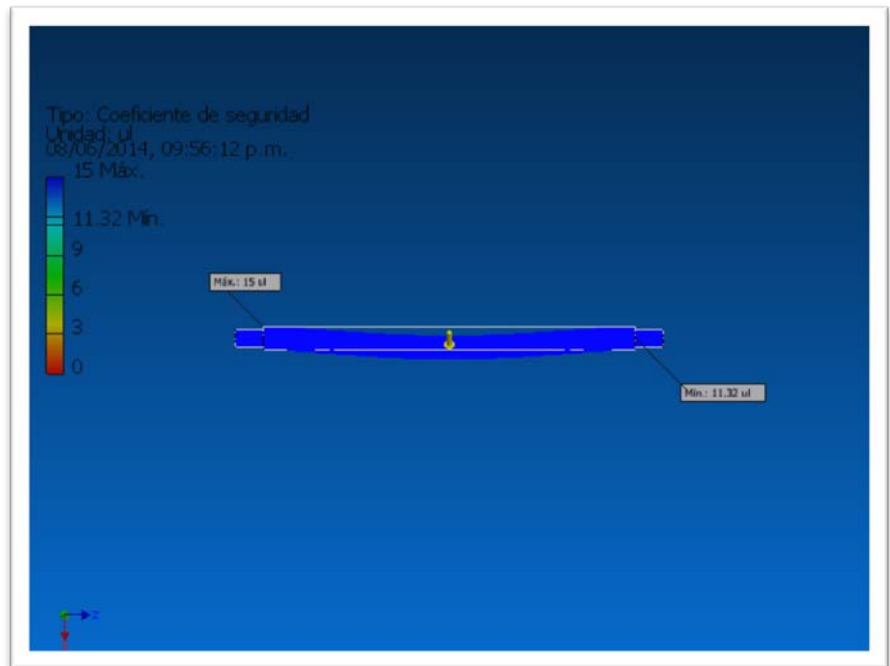 Tipo: Coeficiente de seguridad
Unidad: ul
08/06/2014, 09:56:12 p.m.
15 Máx.
11.32 Mín.
9
6
3
0
Máx.: 15 ul
Mín.: 11.32 ul
z